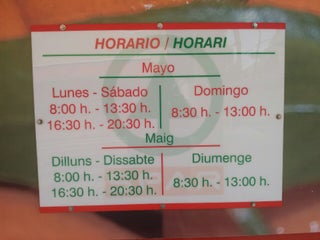 HORARIO / HORARI
Mayo
Lunes - Sábado
8:00 h. - 13:30 h.
16:30 h. - 20:30 h.
Domingo
8:30 h. - 13:00 h.
Maig
Dilluns - Dissabte
8:00 h. - 13:30 h.
16:30 h. - 20:30 h.
Diumenge
8:30 h. - 13:00 h.